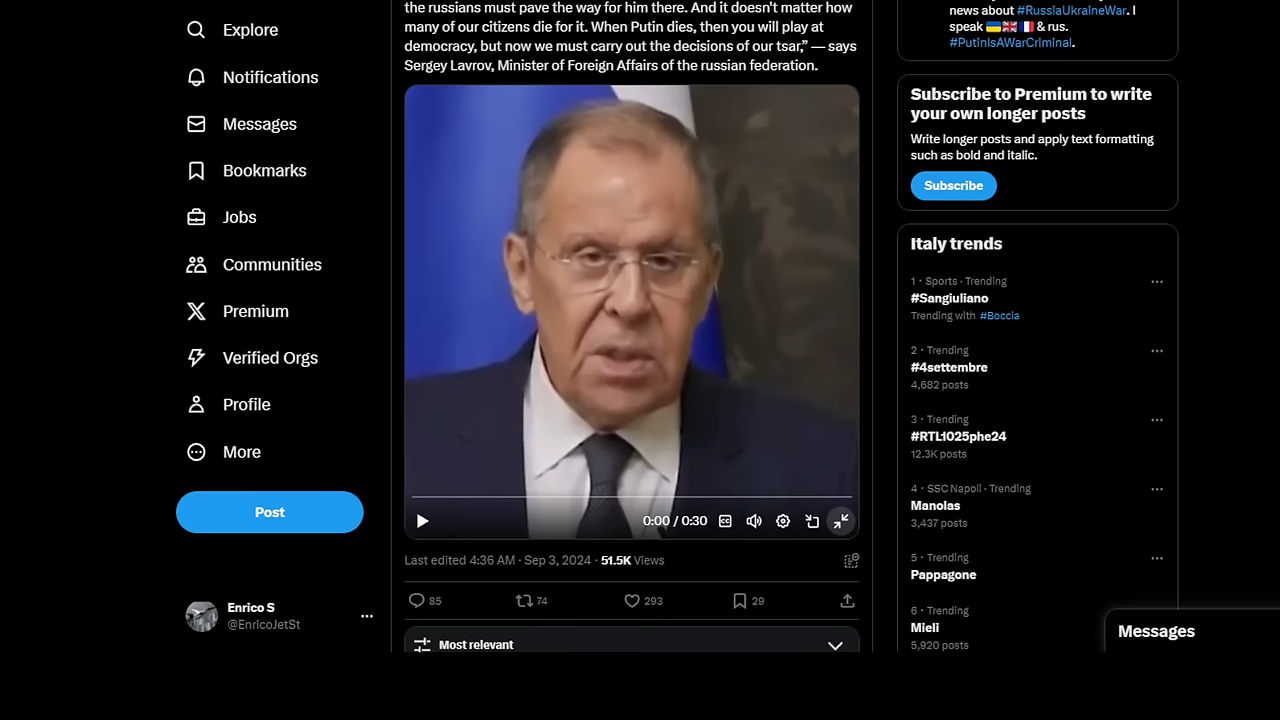 Explore
Notifications
Messages
Bookmarks
Jobs
Communities
Premium
Verified Orgs
Profile
More
Post
Enrico S
@EnricoJetSt
the russians must pave the way for him there. And it doesn't matter how
many of our citizens die for it. When Putin dies, then you will play at
democracy, but now we must carry out the decisions of our tsar,” — says
Sergey Lavrov, Minister of Foreign Affairs of the russian federation.
0:00 / 0:30
CC
Last edited 4:36 AM · Sep 3, 2024 · 51.5K Views
85
74
293
29
Most relevant
news about #RussiaUkraineWar. I
speak 🇺🇦🇬🇧🇫🇷 & rus.
#PutinIsAWarCriminal.
Subscribe to Premium to write
your own longer posts
Write longer posts and apply text formatting
such as bold and italic.
Subscribe
Italy trends
1 · Sports · Trending
#Sangiuliano
Trending with #Boccia
2 · Trending
#4settembre
4,682 posts
3 · Trending
#RTL1025phe24
12.3K posts
4 · SSC Napoli · Trending
Manolas
3,437 posts
5 · Trending
Pappagone
6 · Trending
Mieli
5,920 posts
Messages